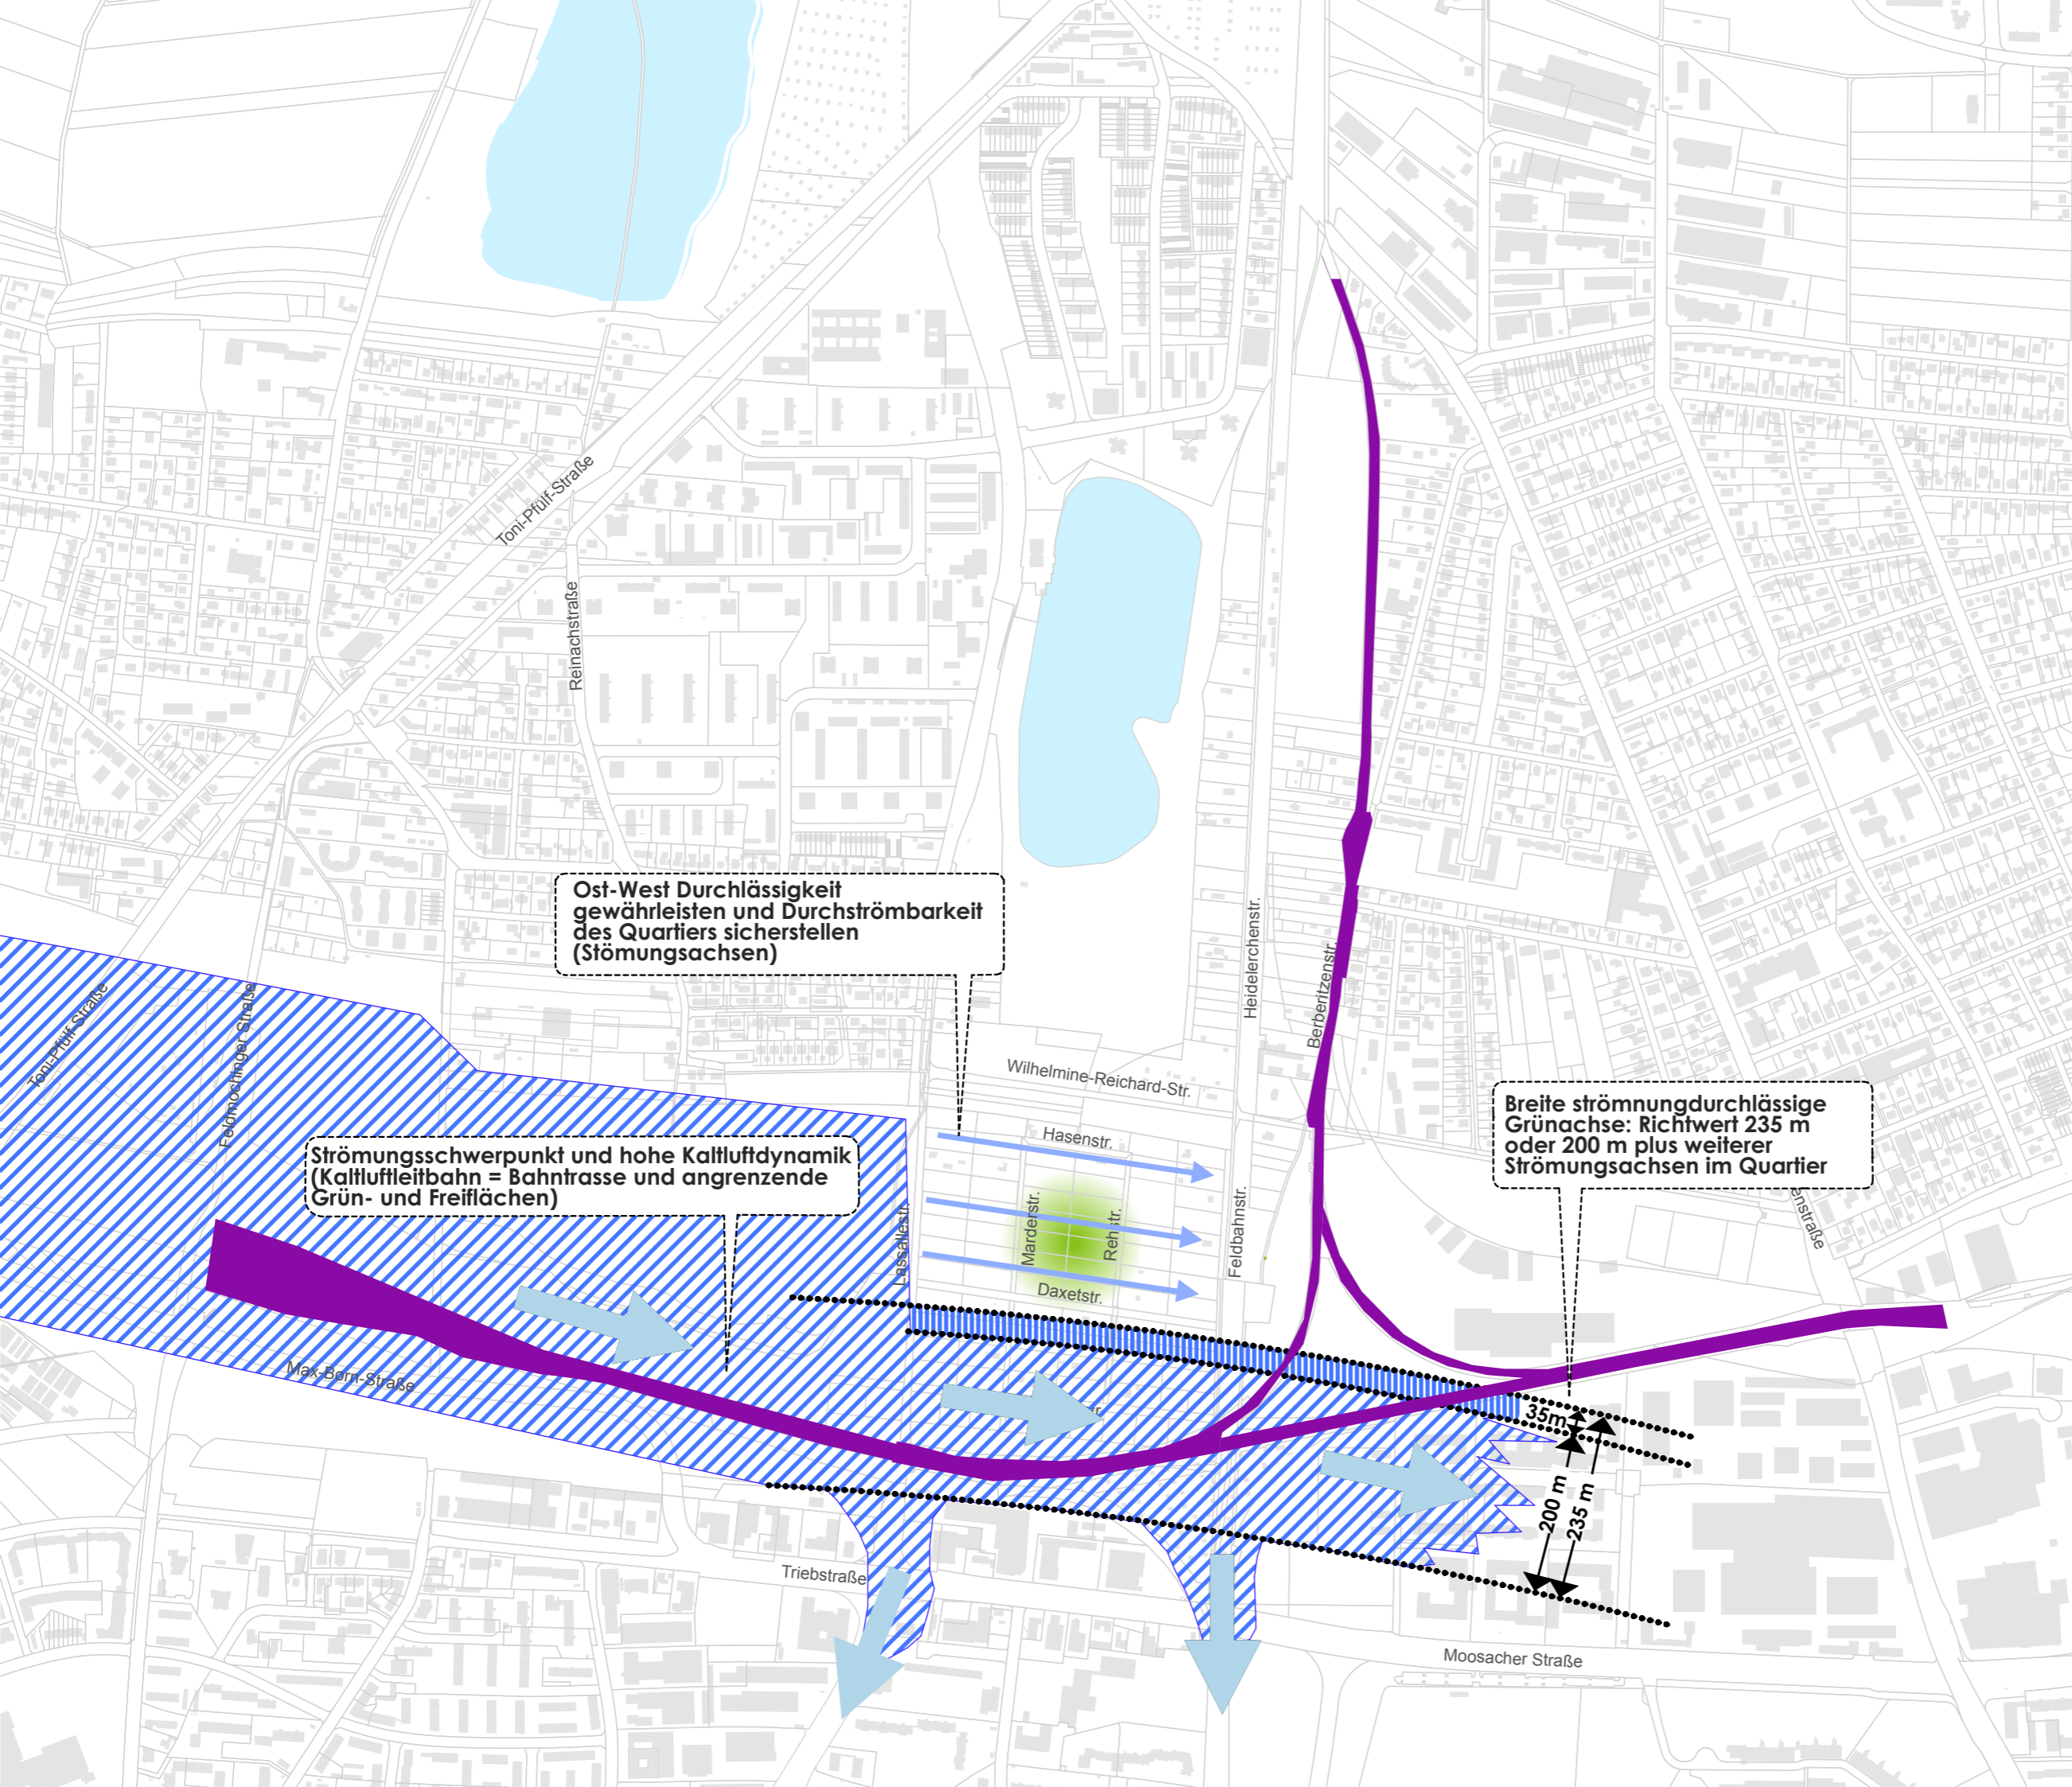 Toni-Pfülf-Straße
Reinachstraße
Ost-West Durchlässigkeit
gewährleisten und Durchströmbarkeit
des Quartiers sicherstellen
(Stömungsachsen)
Heidelerchenstr.
Berberitzenstr.
Toni-Pfülf-Straße
Feldmochinger Straße
Wilhelmine-Reichard-Str.
Breite strömnungdurchlässige
Grünachse: Richtwert 235 m
oder 200 m plus weiterer
Strömungsachsen im Quartier
Hasenstr.
Strömungsschwerpunkt und hohe Kaltluftdynamik
(Kaltluftleitbahn = Bahntrasse und angrenzende
Grün- und Freiflächen)
Lassallestr.
Marderstr.
Rehstr.
Feldbahnstr.
enstraße
Daxetstr.
Max-Born-Straße
35m
200 m
235 m
Triebstraße
Moosacher Straße